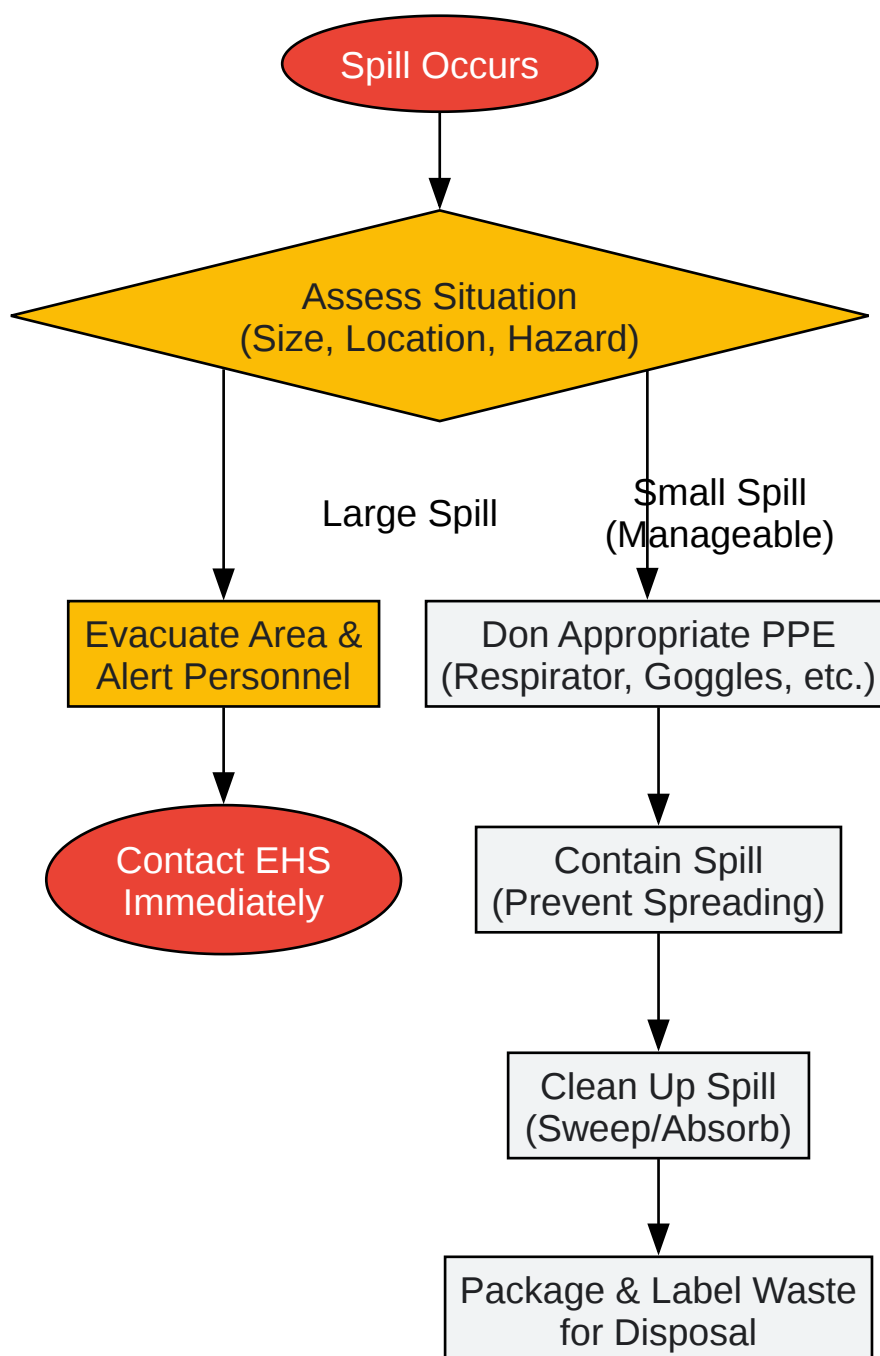 Spill Occurs
Assess Situation
(Size, Location, Hazard)
Large Spill
Small Spill
(Manageable)
Evacuate Area &
Alert Personnel
Don Appropriate PPE
(Respirator, Goggles, etc.)
Contact EHS
Immediately
Contain Spill
(Prevent Spreading)
Clean Up Spill
(Sweep/Absorb)
Package & Label Waste
for Disposal